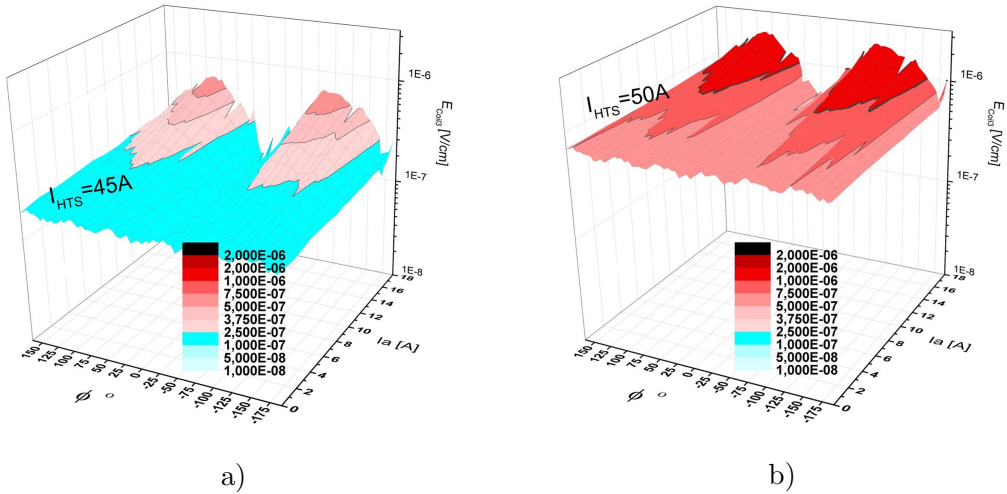 1E-6
1E-7
1E-8
E_Coil3 [V/cm]
I_HTS=45A
18
16
14
12
10
8
6
4
2
0
Ia [A]
150
125
100
75
50
25
0
-25
-50
-75
-100
-125
-150
-175
ϕ °
2,000E-06
2,000E-06
1,000E-06
7,500E-07
5,000E-07
3,750E-07
2,500E-07
1,000E-07
5,000E-08
1,000E-08
a)
1E-6
1E-7
1E-8
E_Coil3 [V/cm]
I_HTS=50A
18
16
14
12
10
8
6
4
2
0
Ia [A]
150
125
100
75
50
25
0
-25
-50
-75
-100
-125
-150
-175
ϕ °
2,000E-06
2,000E-06
1,000E-06
7,500E-07
5,000E-07
3,750E-07
2,500E-07
1,000E-07
5,000E-08
1,000E-08
b)